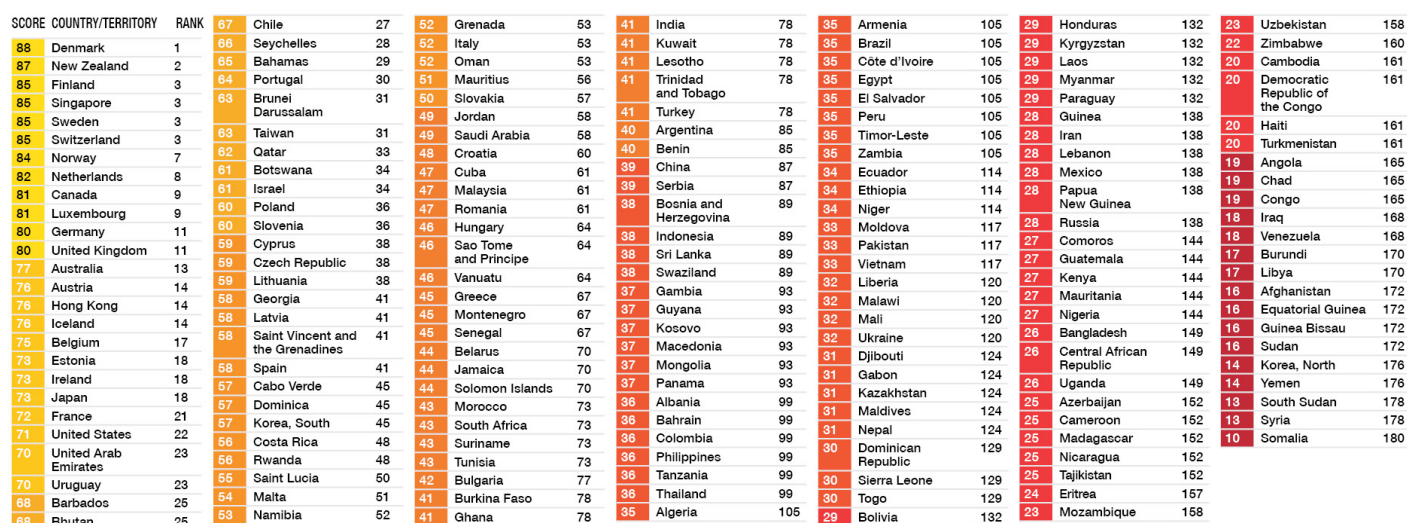 SCORE COUNTRY/TERRITORY RANK
88 Denmark 1
87 New Zealand 2
85 Finland 3
85 Singapore 3
85 Sweden 3
85 Switzerland 3
84 Norway 7
82 Netherlands 8
81 Canada 9
81 Luxembourg 9
80 Germany 11
80 United Kingdom 11
77 Australia 13
76 Austria 14
76 Hong Kong 14
76 Iceland 14
75 Belgium 17
73 Estonia 18
73 Ireland 18
73 Japan 18
72 France 21
71 United States 22
70 United Arab 23
Emirates
70 Uruguay 23
68 Barbados 25
68 Bhutan 25
67 Chile 27
66 Seychelles 28
65 Bahamas 29
64 Portugal 30
63 Brunei 31
Darussalam
63 Taiwan 31
62 Qatar 33
61 Botswana 34
61 Israel 34
60 Poland 36
60 Slovenia 36
59 Cyprus 38
59 Czech Republic 38
59 Lithuania 38
58 Georgia 41
58 Latvia 41
58 Saint Vincent and 41
the Grenadines
58 Spain 41
57 Cabo Verde 45
57 Dominica 45
57 Korea, South 45
56 Costa Rica 48
56 Rwanda 48
55 Saint Lucia 50
54 Malta 51
53 Namibia 52
52 Grenada 53
52 Italy 53
52 Oman 53
51 Mauritius 56
50 Slovakia 57
49 Jordan 58
49 Saudi Arabia 58
48 Croatia 60
47 Cuba 61
47 Malaysia 61
47 Romania 61
46 Hungary 64
46 Sao Tome 64
and Principe
46 Vanuatu 64
45 Greece 67
45 Montenegro 67
45 Senegal 67
44 Belarus 70
44 Jamaica 70
44 Solomon Islands 70
43 Morocco 73
43 South Africa 73
43 Suriname 73
43 Tunisia 73
42 Bulgaria 77
41 Burkina Faso 78
41 Ghana 78
41 India 78
41 Kuwait 78
41 Lesotho 78
41 Trinidad 78
and Tobago
41 Turkey 78
40 Argentina 85
40 Benin 85
39 China 87
39 Serbia 87
38 Bosnia and 89
Herzegovina
38 Indonesia 89
38 Sri Lanka 89
38 Swaziland 89
37 Gambia 93
37 Guyana 93
37 Kosovo 93
37 Macedonia 93
37 Mongolia 93
37 Panama 93
36 Albania 99
36 Bahrain 99
36 Colombia 99
36 Philippines 99
36 Tanzania 99
36 Thailand 99
35 Algeria 105
35 Armenia 105
35 Brazil 105
35 Côte d'Ivoire 105
35 Egypt 105
35 El Salvador 105
35 Peru 105
35 Timor-Leste 105
35 Zambia 105
34 Ecuador 114
34 Ethiopia 114
34 Niger 114
33 Moldova 117
33 Pakistan 117
33 Vietnam 117
32 Liberia 120
32 Malawi 120
32 Mali 120
32 Ukraine 120
31 Djibouti 124
31 Gabon 124
31 Kazakhstan 124
31 Maldives 124
31 Nepal 124
30 Dominican 129
Republic
30 Sierra Leone 129
30 Togo 129
29 Bolivia 132
29 Honduras 132
29 Kyrgyzstan 132
29 Laos 132
29 Myanmar 132
29 Paraguay 132
28 Guinea 138
28 Iran 138
28 Lebanon 138
28 Mexico 138
28 Papua 138
New Guinea
28 Russia 138
27 Comoros 144
27 Guatemala 144
27 Kenya 144
27 Mauritania 144
27 Nigeria 144
26 Bangladesh 149
26 Central African 149
Republic
26 Uganda 149
25 Azerbaijan 152
25 Cameroon 152
25 Madagascar 152
25 Nicaragua 152
25 Tajikistan 152
24 Eritrea 157
23 Mozambique 158
23 Uzbekistan 158
22 Zimbabwe 160
20 Cambodia 161
20 Democratic 161
Republic of
the Congo
20 Haiti 161
20 Turkmenistan 161
19 Angola 165
19 Chad 165
19 Congo 165
18 Iraq 168
18 Venezuela 168
17 Burundi 170
17 Libya 170
16 Afghanistan 172
16 Equatorial Guinea 172
16 Guinea Bissau 172
16 Sudan 172
14 Korea, North 176
14 Yemen 176
13 South Sudan 178
13 Syria 178
10 Somalia 180